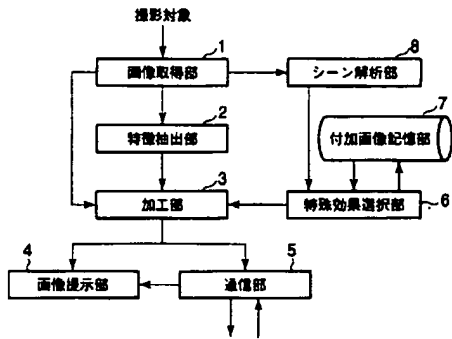 撮影対象
1
画像取得部
8
シーン解析部
2
特徴抽出部
7
付加画像記憶部
3
加工部
特殊効果選択部
6
4
画像提示部
5
通信部